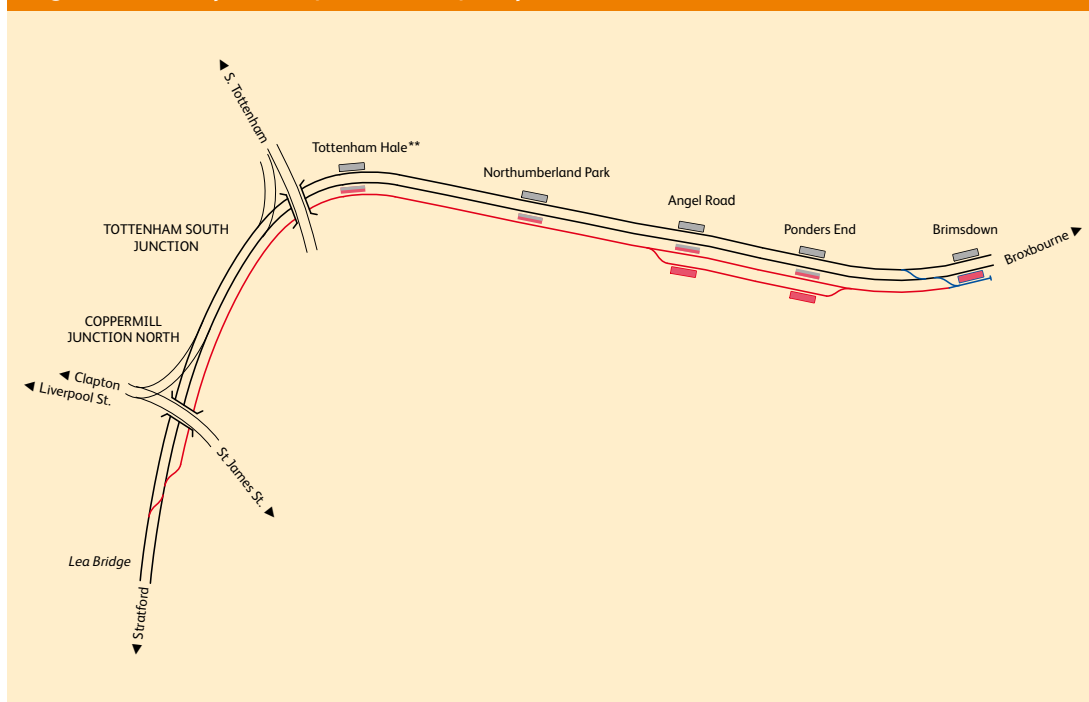 S. Tottenham
Tottenham Hale**
Northumberland Park
Angel Road
Ponders End
Brimsdown
Broxbourne
TOTTENHAM SOUTH
JUNCTION
COPPERMILL
JUNCTION NORTH
Clapton
Liverpool St.
St James St.
Lea Bridge
Stratford